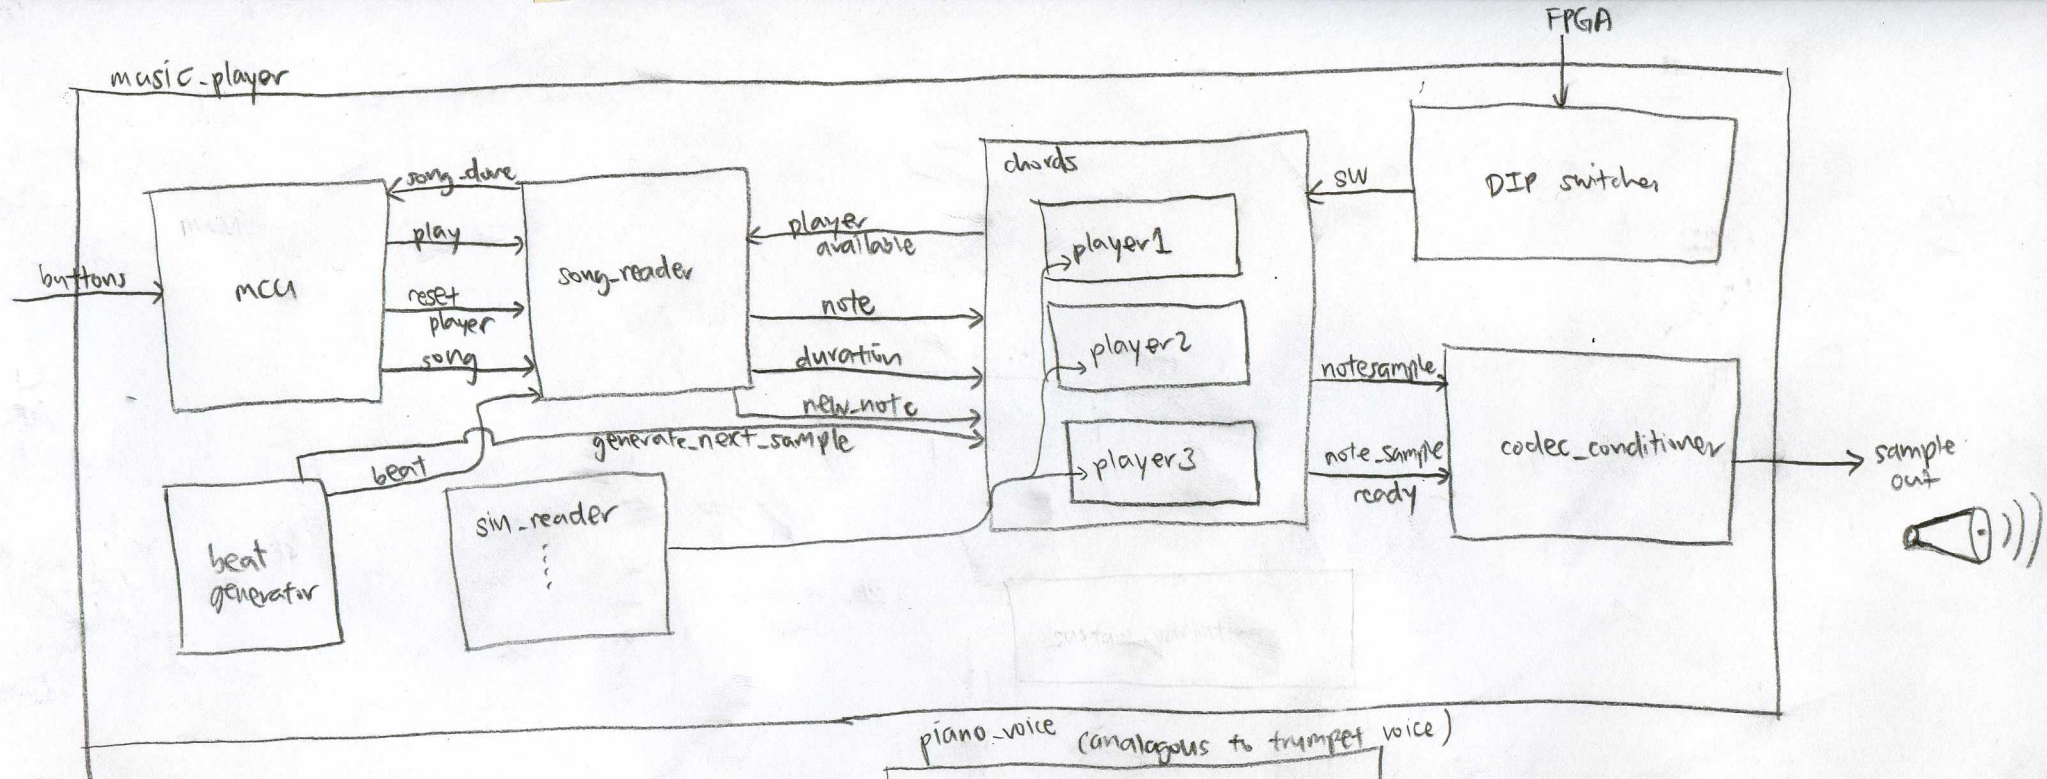 FPGA
music_player
buttons
MCU
song_done
play
reset
player
song
song_reader
player
available
note
duration
new_note
generate_next_sample
beat
beat
generator
sin_reader
chords
player1
player2
player3
SW
DIP switches
notesample
note_sample
ready
codec_conditioner
sample
out
piano_voice (analagous to trumpet voice)